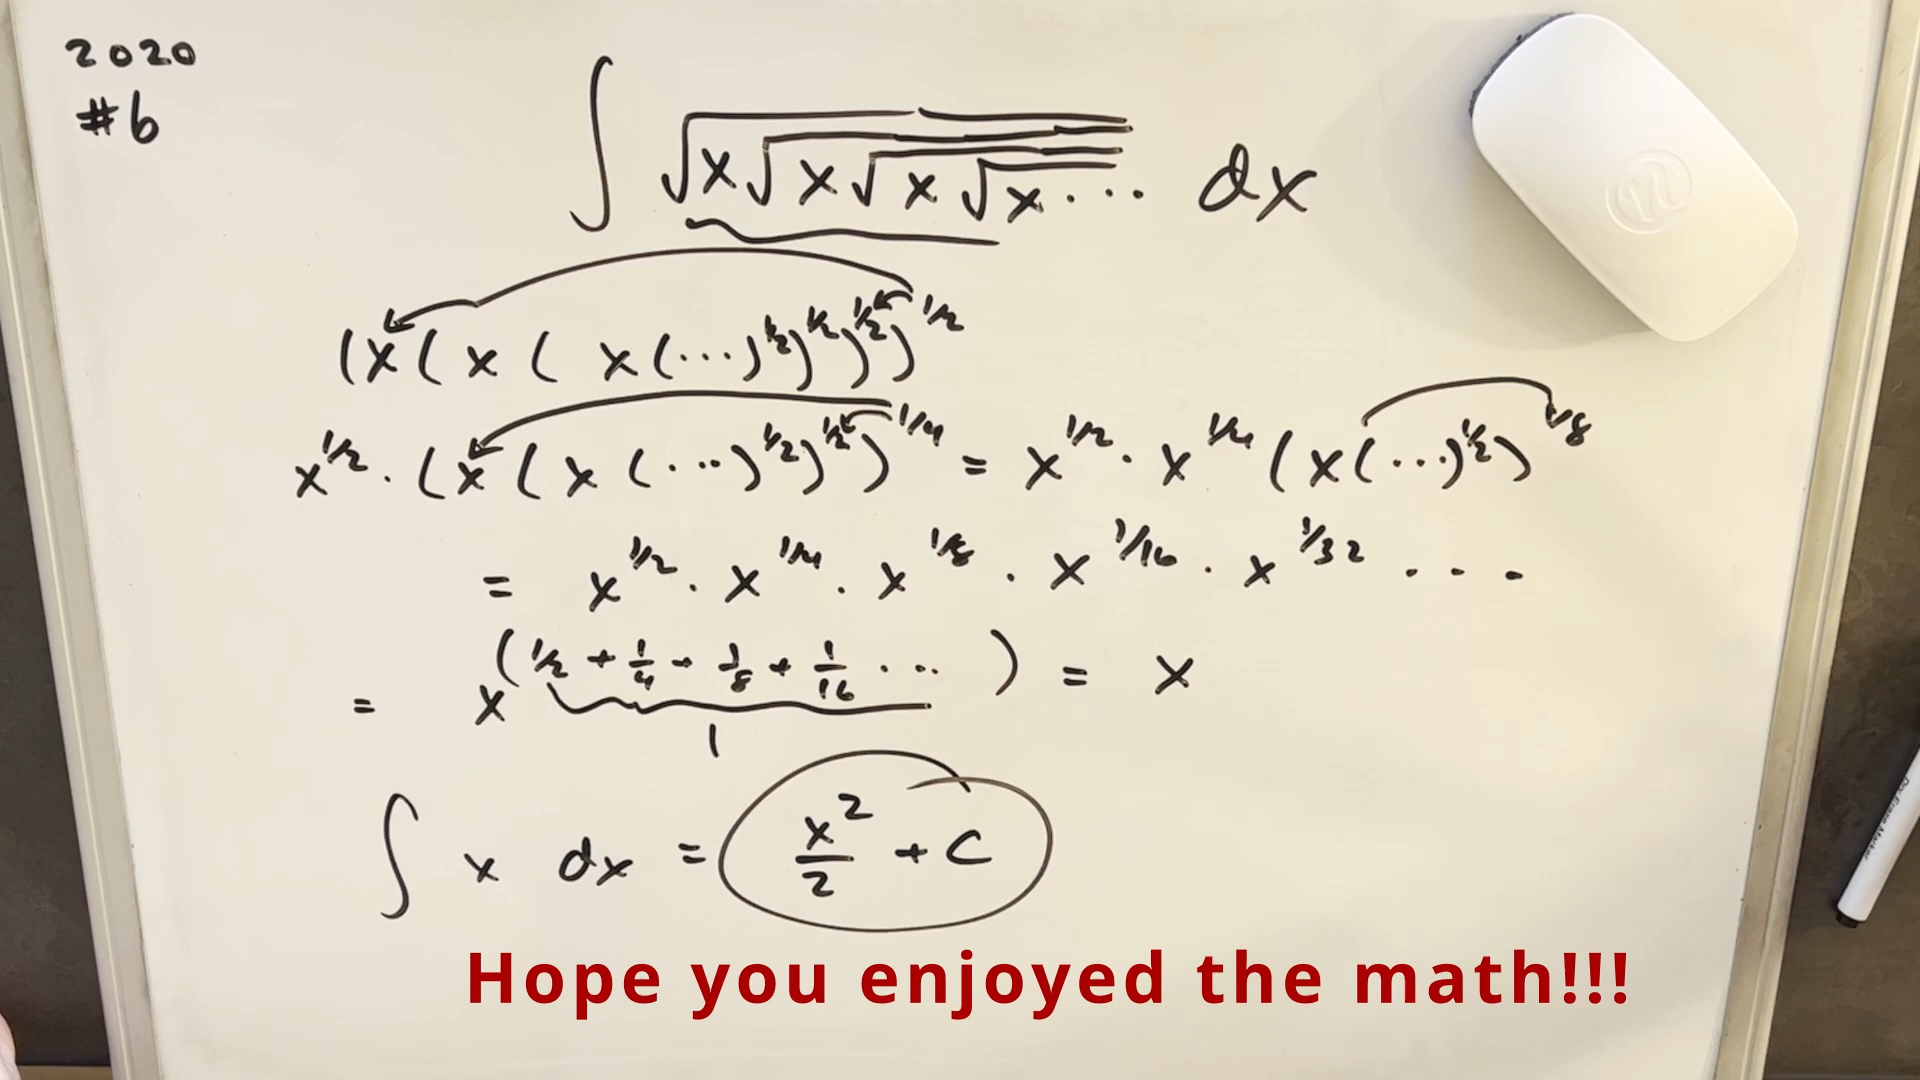 2020
#6
∫ √x√x√x√x... dx
(x(x(x(...)^1/2)^1/2)^1/2)^1/2
x^1/2 · (x(x(...)^1/2)^1/2)^1/4 = x^1/2 · x^1/4 (x(...)^1/2)^1/8
= x^1/2 · x^1/4 · x^1/8 · x^1/16 · x^1/32 ...
= x^(1/2 + 1/4 + 1/8 + 1/16 ...) = x
1
∫ x dx = x²/2 + C
Hope you enjoyed the math!!!